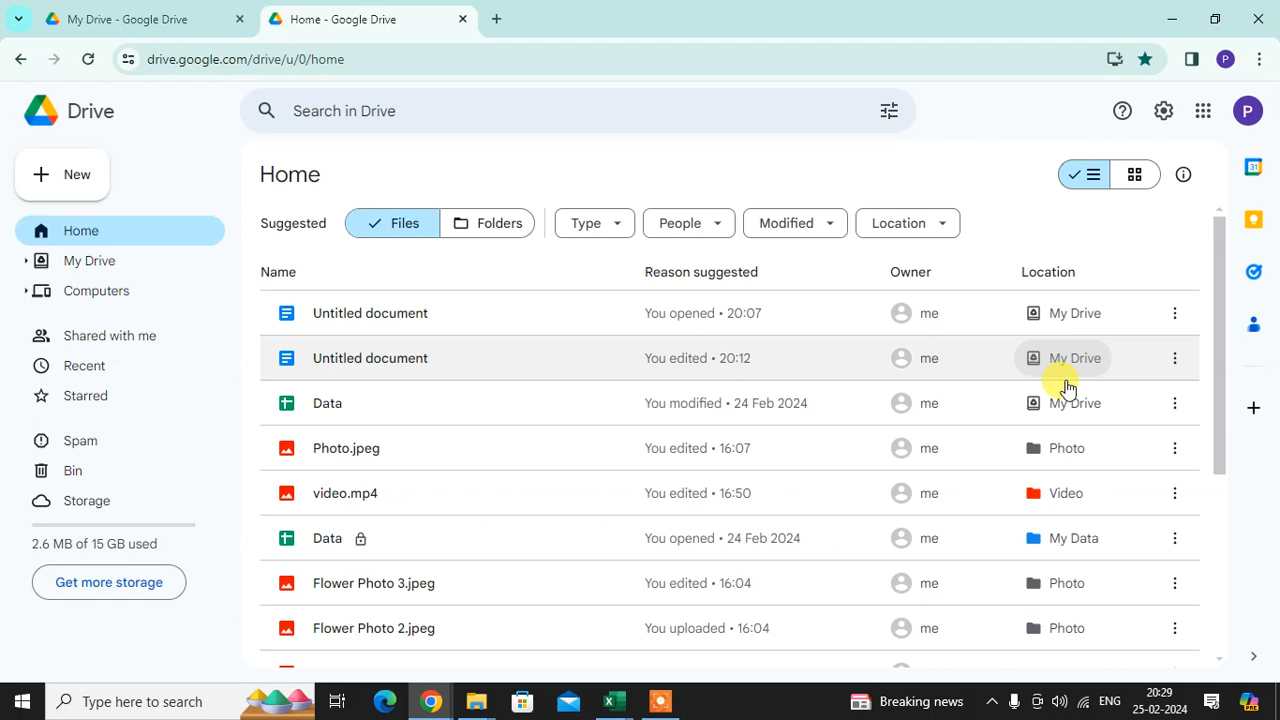 My Drive - Google Drive
Home - Google Drive
drive.google.com/drive/u/0/home
P
Drive
Search in Drive
P
New
Home
31
Suggested
Files
Folders
Type
People
Modified
Location
Home
My Drive
Computers
Shared with me
Recent
Starred
Spam
Bin
Storage
2.6 MB of 15 GB used
Get more storage
Name
Reason suggested
Owner
Location
Untitled document
You opened • 20:07
me
My Drive
Untitled document
You edited • 20:12
me
My Drive
Data
You modified • 24 Feb 2024
me
My Drive
Photo.jpeg
You edited • 16:07
me
Photo
video.mp4
You edited • 16:50
me
Video
Data
You opened • 24 Feb 2024
me
My Data
Flower Photo 3.jpeg
You edited • 16:04
me
Photo
Flower Photo 2.jpeg
You uploaded • 16:04
me
Photo
Type here to search
Breaking news
ENG
20:29
25-02-2024